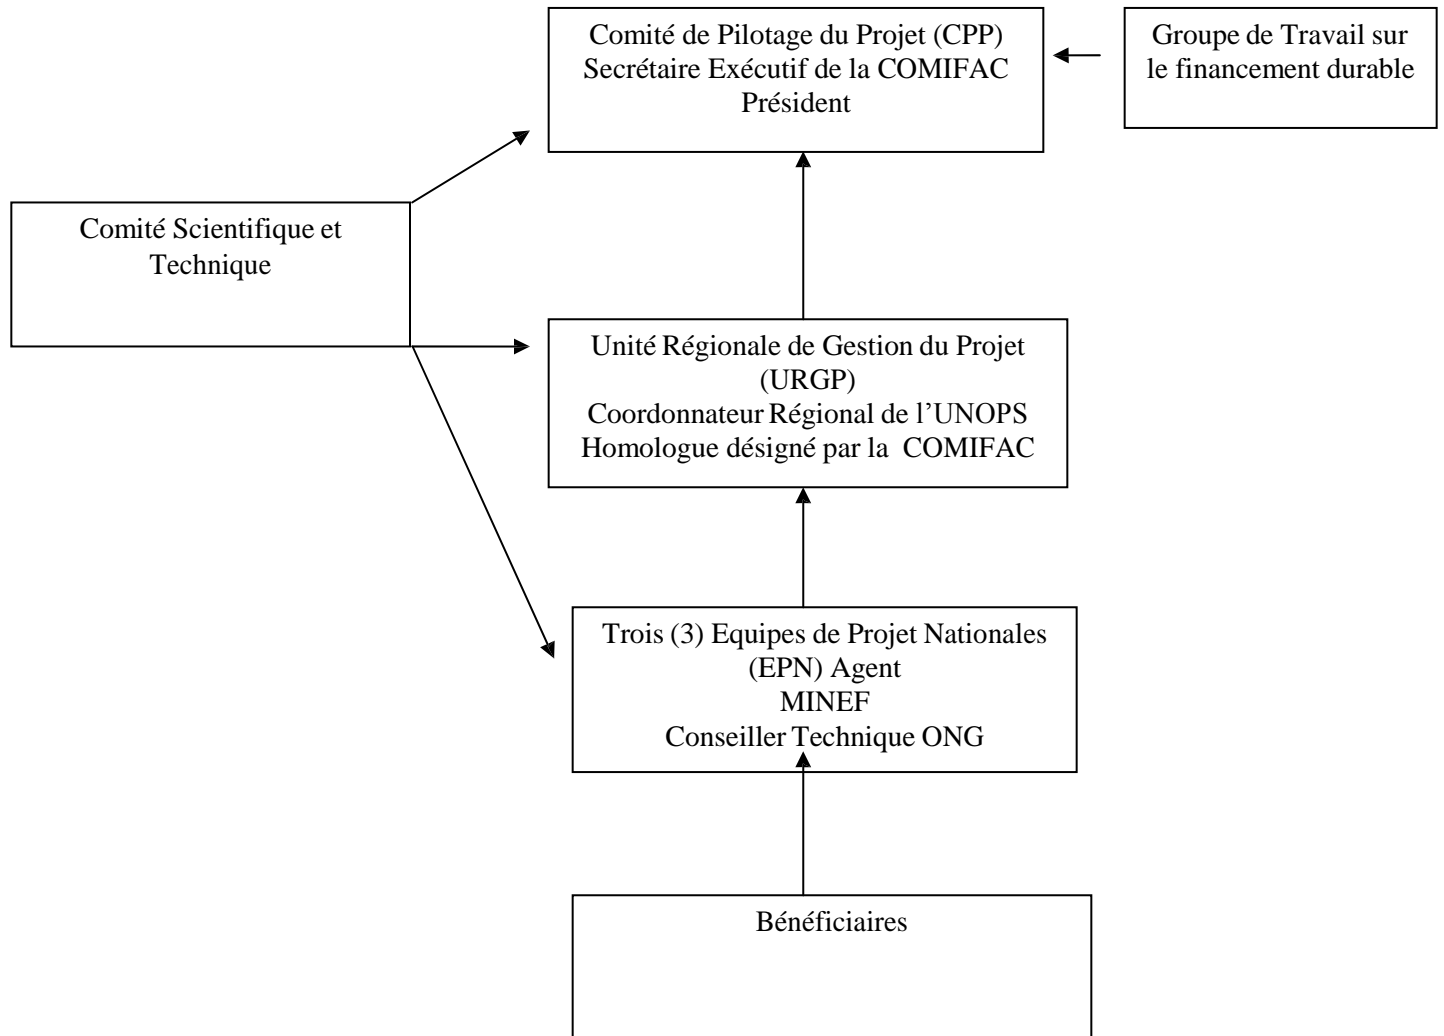 Comité de Pilotage du Projet (CPP)
Secrétaire Exécutif de la COMIFAC
Président
Groupe de Travail sur
le financement durable
Comité Scientifique et
Technique
Unité Régionale de Gestion du Projet
(URGP)
Coordonnateur Régional de l’UNOPS
Homologue désigné par la COMIFAC
Trois (3) Equipes de Projet Nationales
(EPN) Agent
MINEF
Conseiller Technique ONG
Bénéficiaires